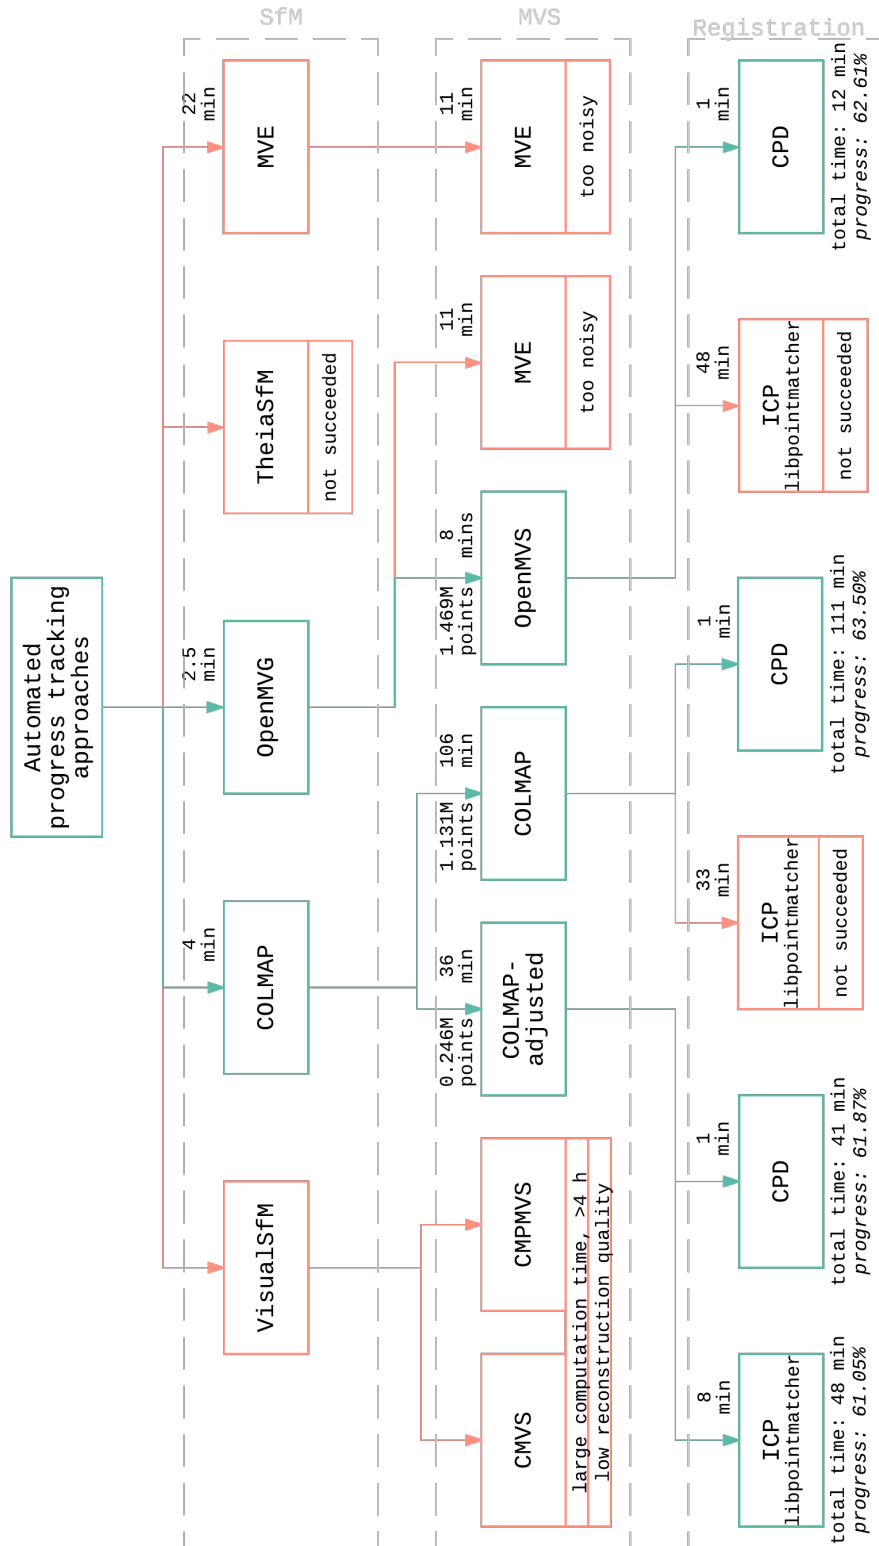 Automated
progress tracking
approaches
SfM
VisualSfM
4
min
COLMAP
2.5
min
OpenMVG
TheiaSfM
not succeeded
22
min
MVE
MVS
CMVS
CMPMVS
large computation time, >4 h
low reconstruction quality
0.246M
points
36
min
COLMAP-
adjusted
1.131M
points
106
min
COLMAP
1.469M
points
8
mins
OpenMVS
11
min
MVE
too noisy
11
min
MVE
too noisy
Registration
8
min
ICP
libpointmatcher
total time: 48 min
progress: 61.05%
1
min
CPD
total time: 41 min
progress: 61.87%
33
min
ICP
libpointmatcher
not succeeded
1
min
CPD
total time: 111 min
progress: 63.50%
48
min
ICP
libpointmatcher
not succeeded
1
min
CPD
total time: 12 min
progress: 62.61%